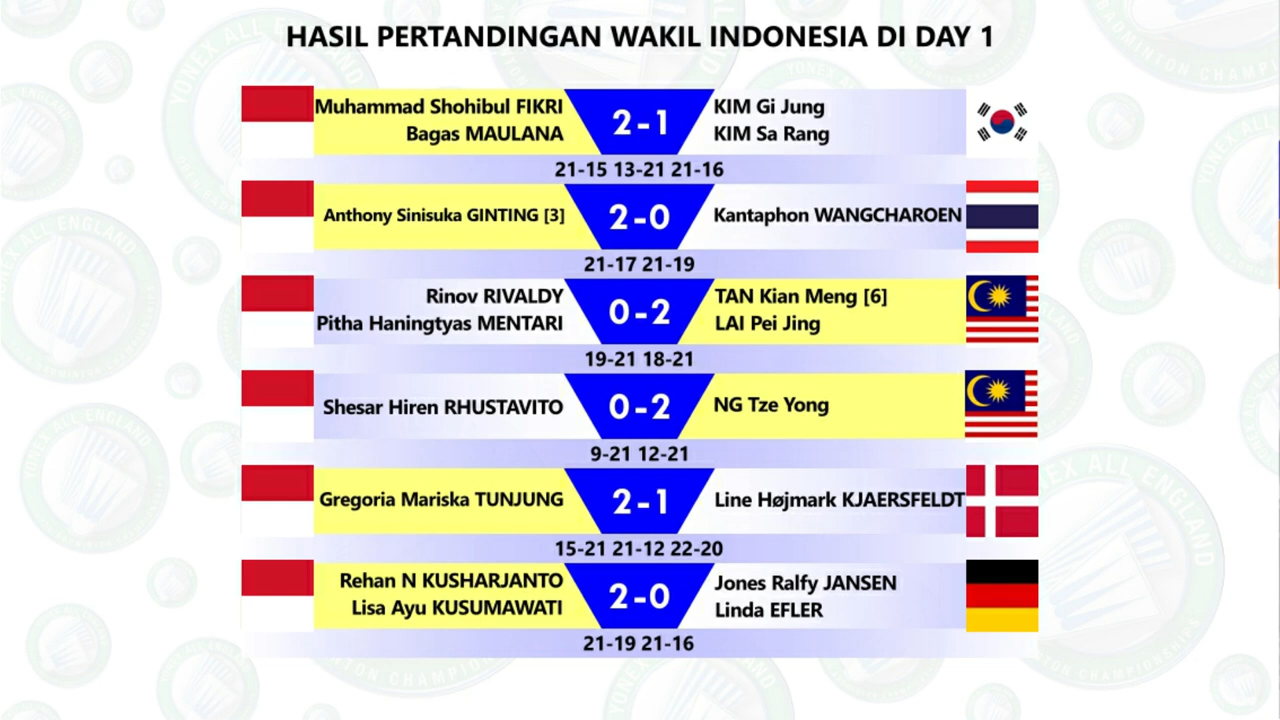 HASIL PERTANDINGAN WAKIL INDONESIA DI DAY 1
Muhammad Shohibul FIKRI
Bagas MAULANA
2-1
KIM Gi Jung
KIM Sa Rang
21-15 13-21 21-16
Anthony Sinisuka GINTING [3]
2-0
Kantaphon WANGCHAROEN
21-17 21-19
Rinov RIVALDY
Pitha Haningtyas MENTARI
0-2
TAN Kian Meng [6]
LAI Pei Jing
19-21 18-21
Shesar Hiren RHUSTAVITO
0-2
NG Tze Yong
9-21 12-21
Gregoria Mariska TUNJUNG
2-1
Line Højmark KJAERSFELDT
15-21 21-12 22-20
Rehan N KUSHARJANTO
Lisa Ayu KUSUMAWATI
2-0
Jones Ralfy JANSEN
Linda EFLER
21-19 21-16